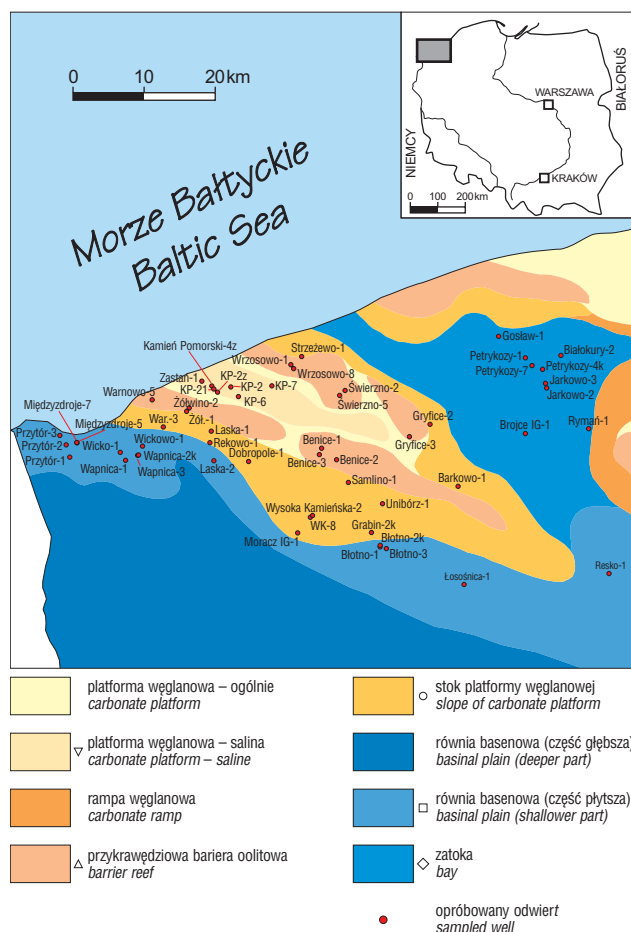 0 10 20 km
Morze Bałtyckie
Baltic Sea
NIEMCY
BIAŁORUŚ
WARSZAWA
KRAKÓW
0 100 200 km
Kamień Pomorski-4z
Strzeżewo-1
Wrzosowo-1
Wrzosowo-8
Zastań-1
KP-2z
KP-21
KP-2
KP-7
KP-6
Świerzno-2
Świerzno-5
Warnowo-5
Żółwino-2
Międzyzdroje-7
Międzyzdroje-5
War.-3
Żół.-1
Gryfice-2
Gryfice-3
Przytór-3
Przytór-2
Przytór-1
Wicko-1
Wickowo-1
Wapnica-2k
Wapnica-1
Wapnica-3
Laska-1
Rekowo-1
Laska-2
Dobropole-1
Benice-1
Benice-3
Benice-2
Samlino-1
Barkowo-1
Wysoka Kamieńska-2
WK-8
Moracz IG-1
Unibórz-1
Grabin-2k
Błotno-2k
Błotno-1
Błotno-3
Gosław-1
Petrykozy-1
Białokury-2
Petrykozy-7
Petrykozy-4k
Jarkowo-3
Jarkowo-2
Brojce IG-1
Rymań-1
Łosośnica-1
Resko-1
platforma węglanowa – ogólnie
carbonate platform
platforma węglanowa – salina
carbonate platform – saline
rampa węglanowa
carbonate ramp
przykrawędziowa bariera oolitowa
barrier reef
stok platformy węglanowej
slope of carbonate platform
równia basenowa (część głębsza)
basinal plain (deeper part)
równia basenowa (część płytsza)
basinal plain (shallower part)
zatoka
bay
opróbowany odwiert
sampled well